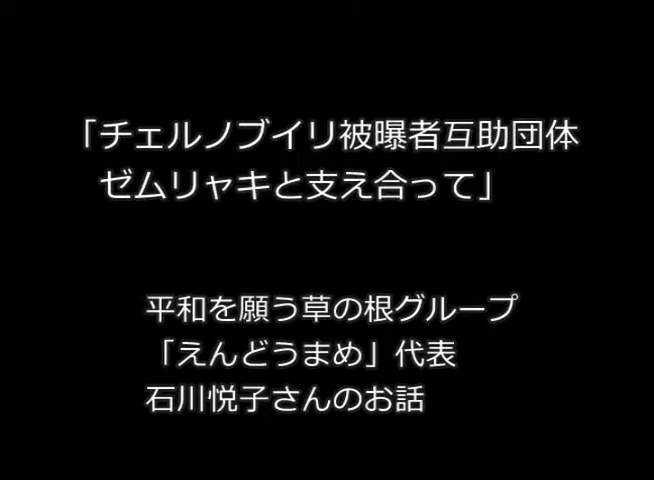 「チェルノブイリ被曝者互助団体
ゼムリャキと支え合って」
平和を願う草の根グループ
「えんどうまめ」代表
石川悦子さんのお話